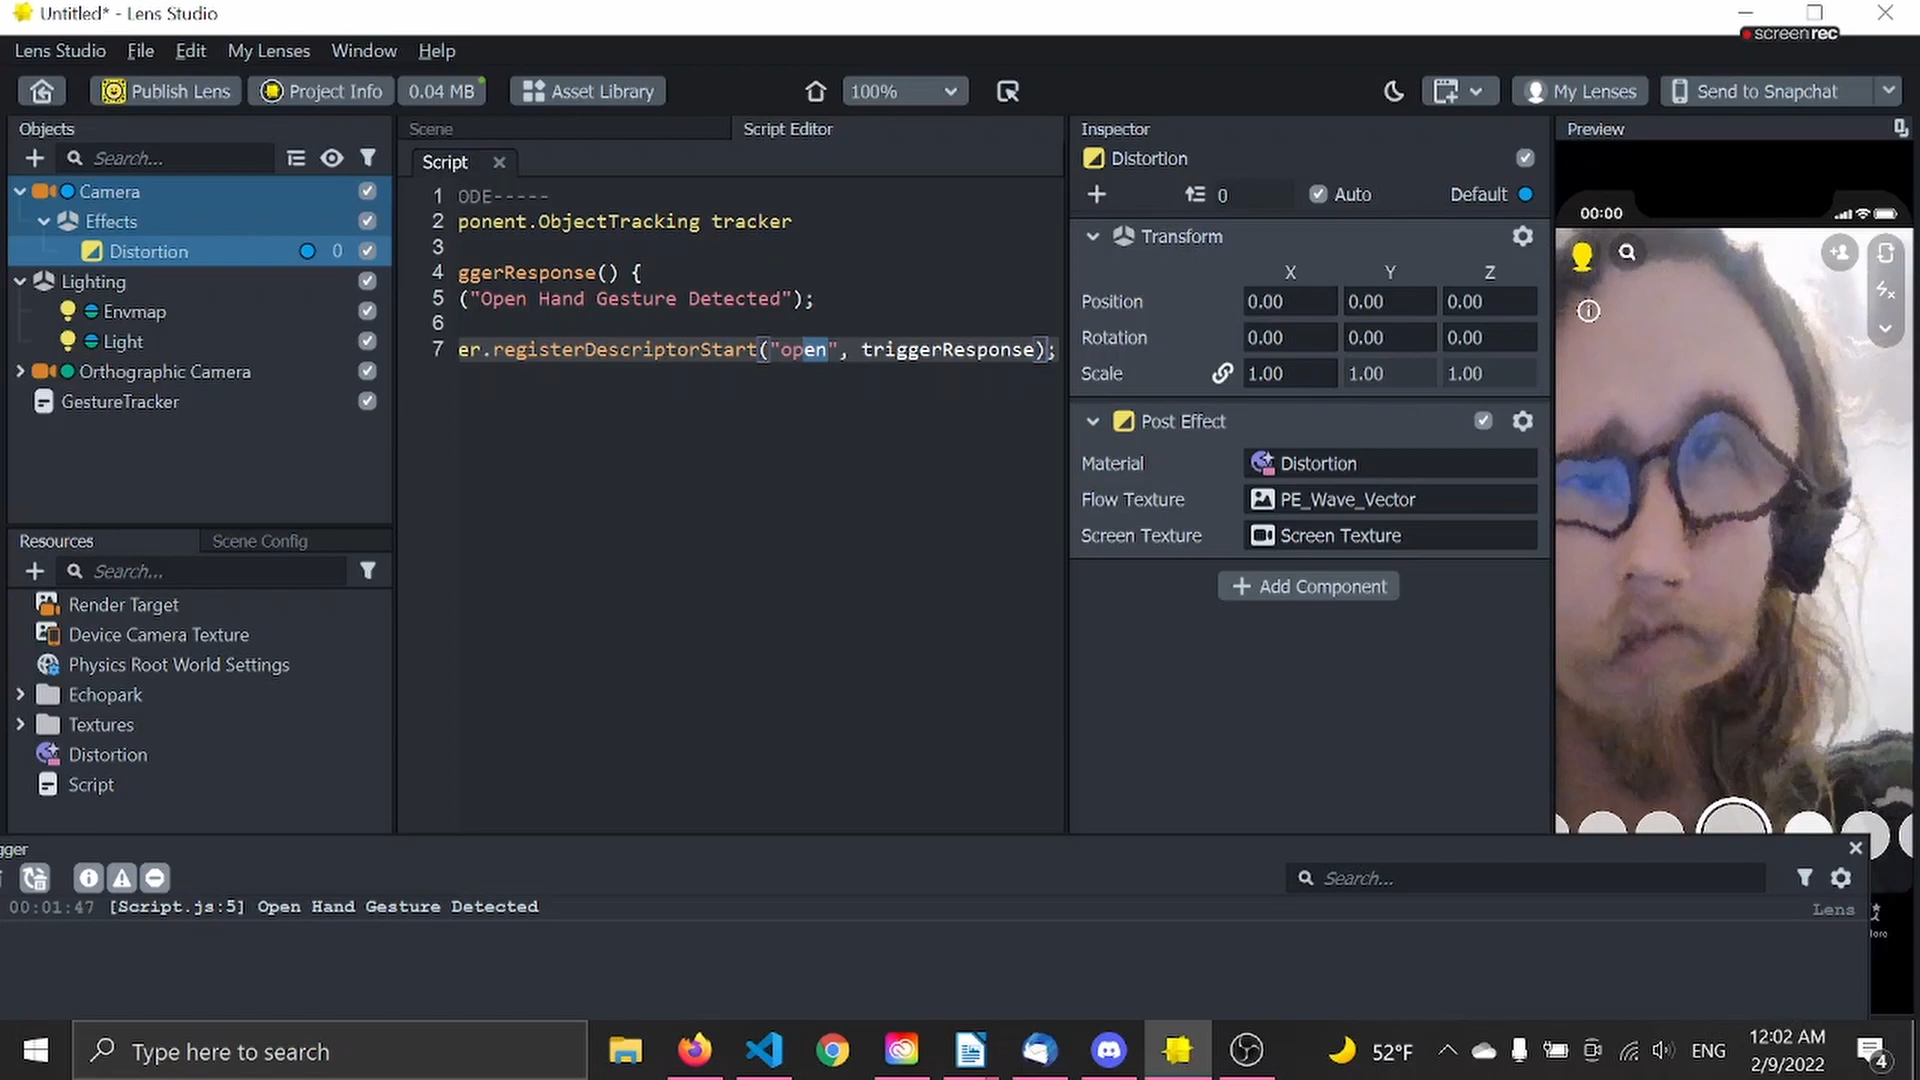 Untitled* - Lens Studio
screenrec
Lens Studio File Edit My Lenses Window Help
Publish Lens Project Info 0.04 MB Asset Library 100% My Lenses Send to Snapchat
Objects
Search...
Camera
Effects
Distortion 0
Lighting
Envmap
Light
Orthographic Camera
GestureTracker
Resources Scene Config
Search...
Render Target
Device Camera Texture
Physics Root World Settings
Echopark
Textures
Distortion
Script
Scene Script Editor
Script
1 ODE-----
2 ponent.ObjectTracking tracker
3
4 ggerResponse() {
5 ("Open Hand Gesture Detected");
6
7 er.registerDescriptorStart("open", triggerResponse);
Inspector
Distortion
0 Auto Default
Transform
X Y Z
Position 0.00 0.00 0.00
Rotation 0.00 0.00 0.00
Scale 1.00 1.00 1.00
Post Effect
Material Distortion
Flow Texture PE_Wave_Vector
Screen Texture Screen Texture
+ Add Component
Preview
00:00
gger
Search...
00:01:47 [Script.js:5] Open Hand Gesture Detected
Lens
lore
Type here to search
52°F
ENG
12:02 AM
2/9/2022
4